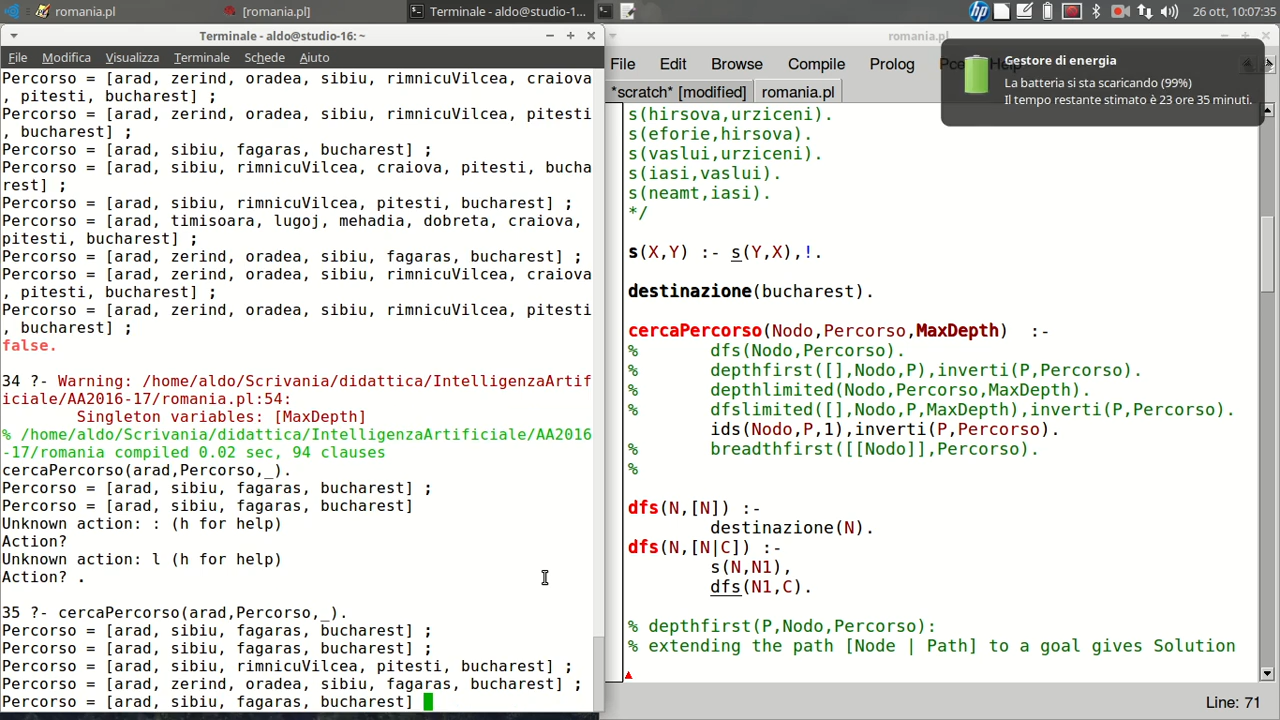 romania.pl
[romania.pl]
Terminale - aldo@studio-1...
26 ott, 10:07:35
Terminale - aldo@studio-16: ~
File Modifica Visualizza Terminale Schede Aiuto
Percorso = [arad, zerind, oradea, sibiu, rimnicuVilcea, craiova
, pitesti, bucharest] ;
Percorso = [arad, zerind, oradea, sibiu, rimnicuVilcea, pitesti
, bucharest] ;
Percorso = [arad, sibiu, fagaras, bucharest] ;
Percorso = [arad, sibiu, rimnicuVilcea, craiova, pitesti, bucha
rest] ;
Percorso = [arad, sibiu, rimnicuVilcea, pitesti, bucharest] ;
Percorso = [arad, timisoara, lugoj, mehadia, dobreta, craiova,
pitesti, bucharest] ;
Percorso = [arad, zerind, oradea, sibiu, fagaras, bucharest] ;
Percorso = [arad, zerind, oradea, sibiu, rimnicuVilcea, craiova
, pitesti, bucharest] ;
Percorso = [arad, zerind, oradea, sibiu, rimnicuVilcea, pitesti
, bucharest] ;
false.
34 ?- Warning: /home/aldo/Scrivania/didattica/IntelligenzaArtif
iciale/AA2016-17/romania.pl:54:
Singleton variables: [MaxDepth]
% /home/aldo/Scrivania/didattica/IntelligenzaArtificiale/AA2016
-17/romania compiled 0.02 sec, 94 clauses
cercaPercorso(arad,Percorso,_).
Percorso = [arad, sibiu, fagaras, bucharest] ;
Percorso = [arad, sibiu, fagaras, bucharest]
Unknown action: : (h for help)
Action?
Unknown action: l (h for help)
Action? .
35 ?- cercaPercorso(arad,Percorso,_).
Percorso = [arad, sibiu, fagaras, bucharest] ;
Percorso = [arad, sibiu, fagaras, bucharest] ;
Percorso = [arad, sibiu, rimnicuVilcea, pitesti, bucharest] ;
Percorso = [arad, zerind, oradea, sibiu, fagaras, bucharest] ;
Percorso = [arad, sibiu, fagaras, bucharest]
File Edit Browse Compile Prolog
*scratch* [modified] romania.pl
Gestore di energia
La batteria si sta scaricando (99%)
Il tempo restante stimato è 23 ore 35 minuti.
s(hirsova,urziceni).
s(eforie,hirsova).
s(vaslui,urziceni).
s(iasi,vaslui).
s(neamt,iasi).
*/
s(X,Y) :- s(Y,X),!.
destinazione(bucharest).
cercaPercorso(Nodo,Percorso,MaxDepth) :-
% dfs(Nodo,Percorso).
% depthfirst([],Nodo,P),inverti(P,Percorso).
% depthlimited(Nodo,Percorso,MaxDepth).
% dfslimited([],Nodo,P,MaxDepth),inverti(P,Percorso).
ids(Nodo,P,1),inverti(P,Percorso).
% breadthfirst([[Nodo]],Percorso).
%
dfs(N,[N]) :-
destinazione(N).
dfs(N,[N|C]) :-
s(N,N1),
dfs(N1,C).
% depthfirst(P,Nodo,Percorso):
% extending the path [Node | Path] to a goal gives Solution
Line: 71